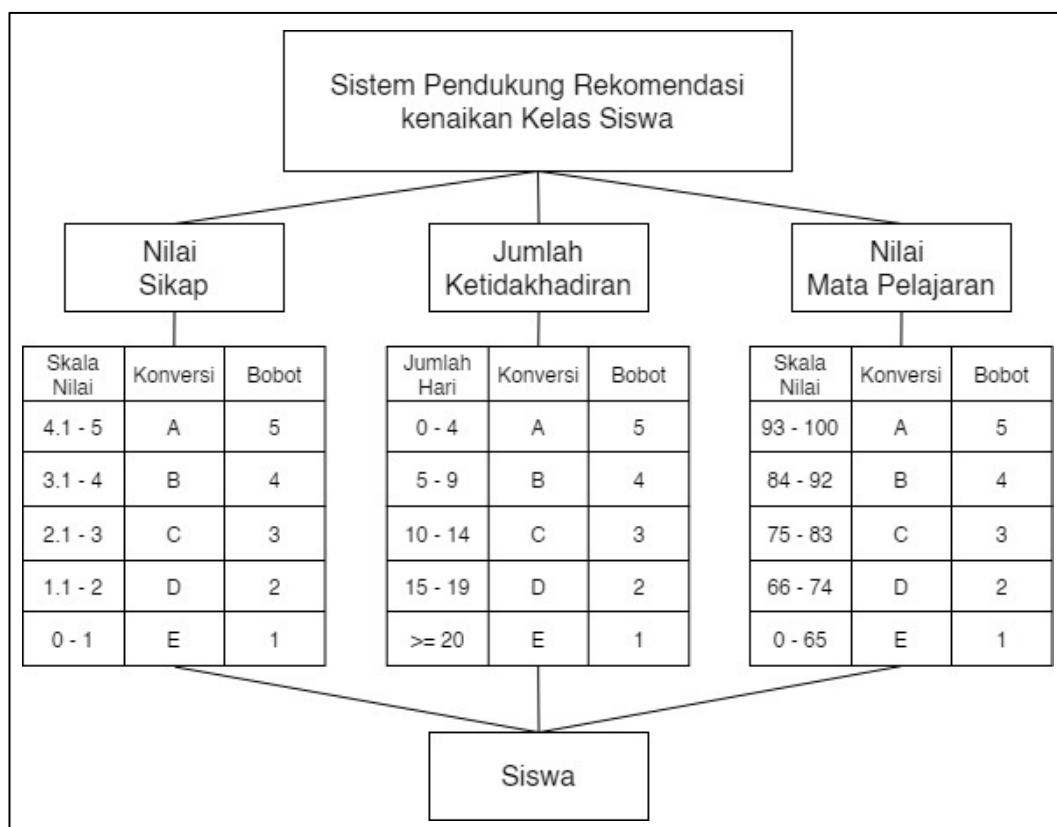 Sistem Pendukung Rekomendasi
kenaikan Kelas Siswa
Nilai
Sikap
Jumlah
Ketidakhadiran
Nilai
Mata Pelajaran
Skala
Nilai
Konversi
Bobot
4.1 - 5 A 5
3.1 - 4 B 4
2.1 - 3 C 3
1.1 - 2 D 2
0 - 1 E 1
Jumlah
Hari
Konversi
Bobot
0 - 4 A 5
5 - 9 B 4
10 - 14 C 3
15 - 19 D 2
>= 20 E 1
Skala
Nilai
Konversi
Bobot
93 - 100 A 5
84 - 92 B 4
75 - 83 C 3
66 - 74 D 2
0 - 65 E 1
Siswa